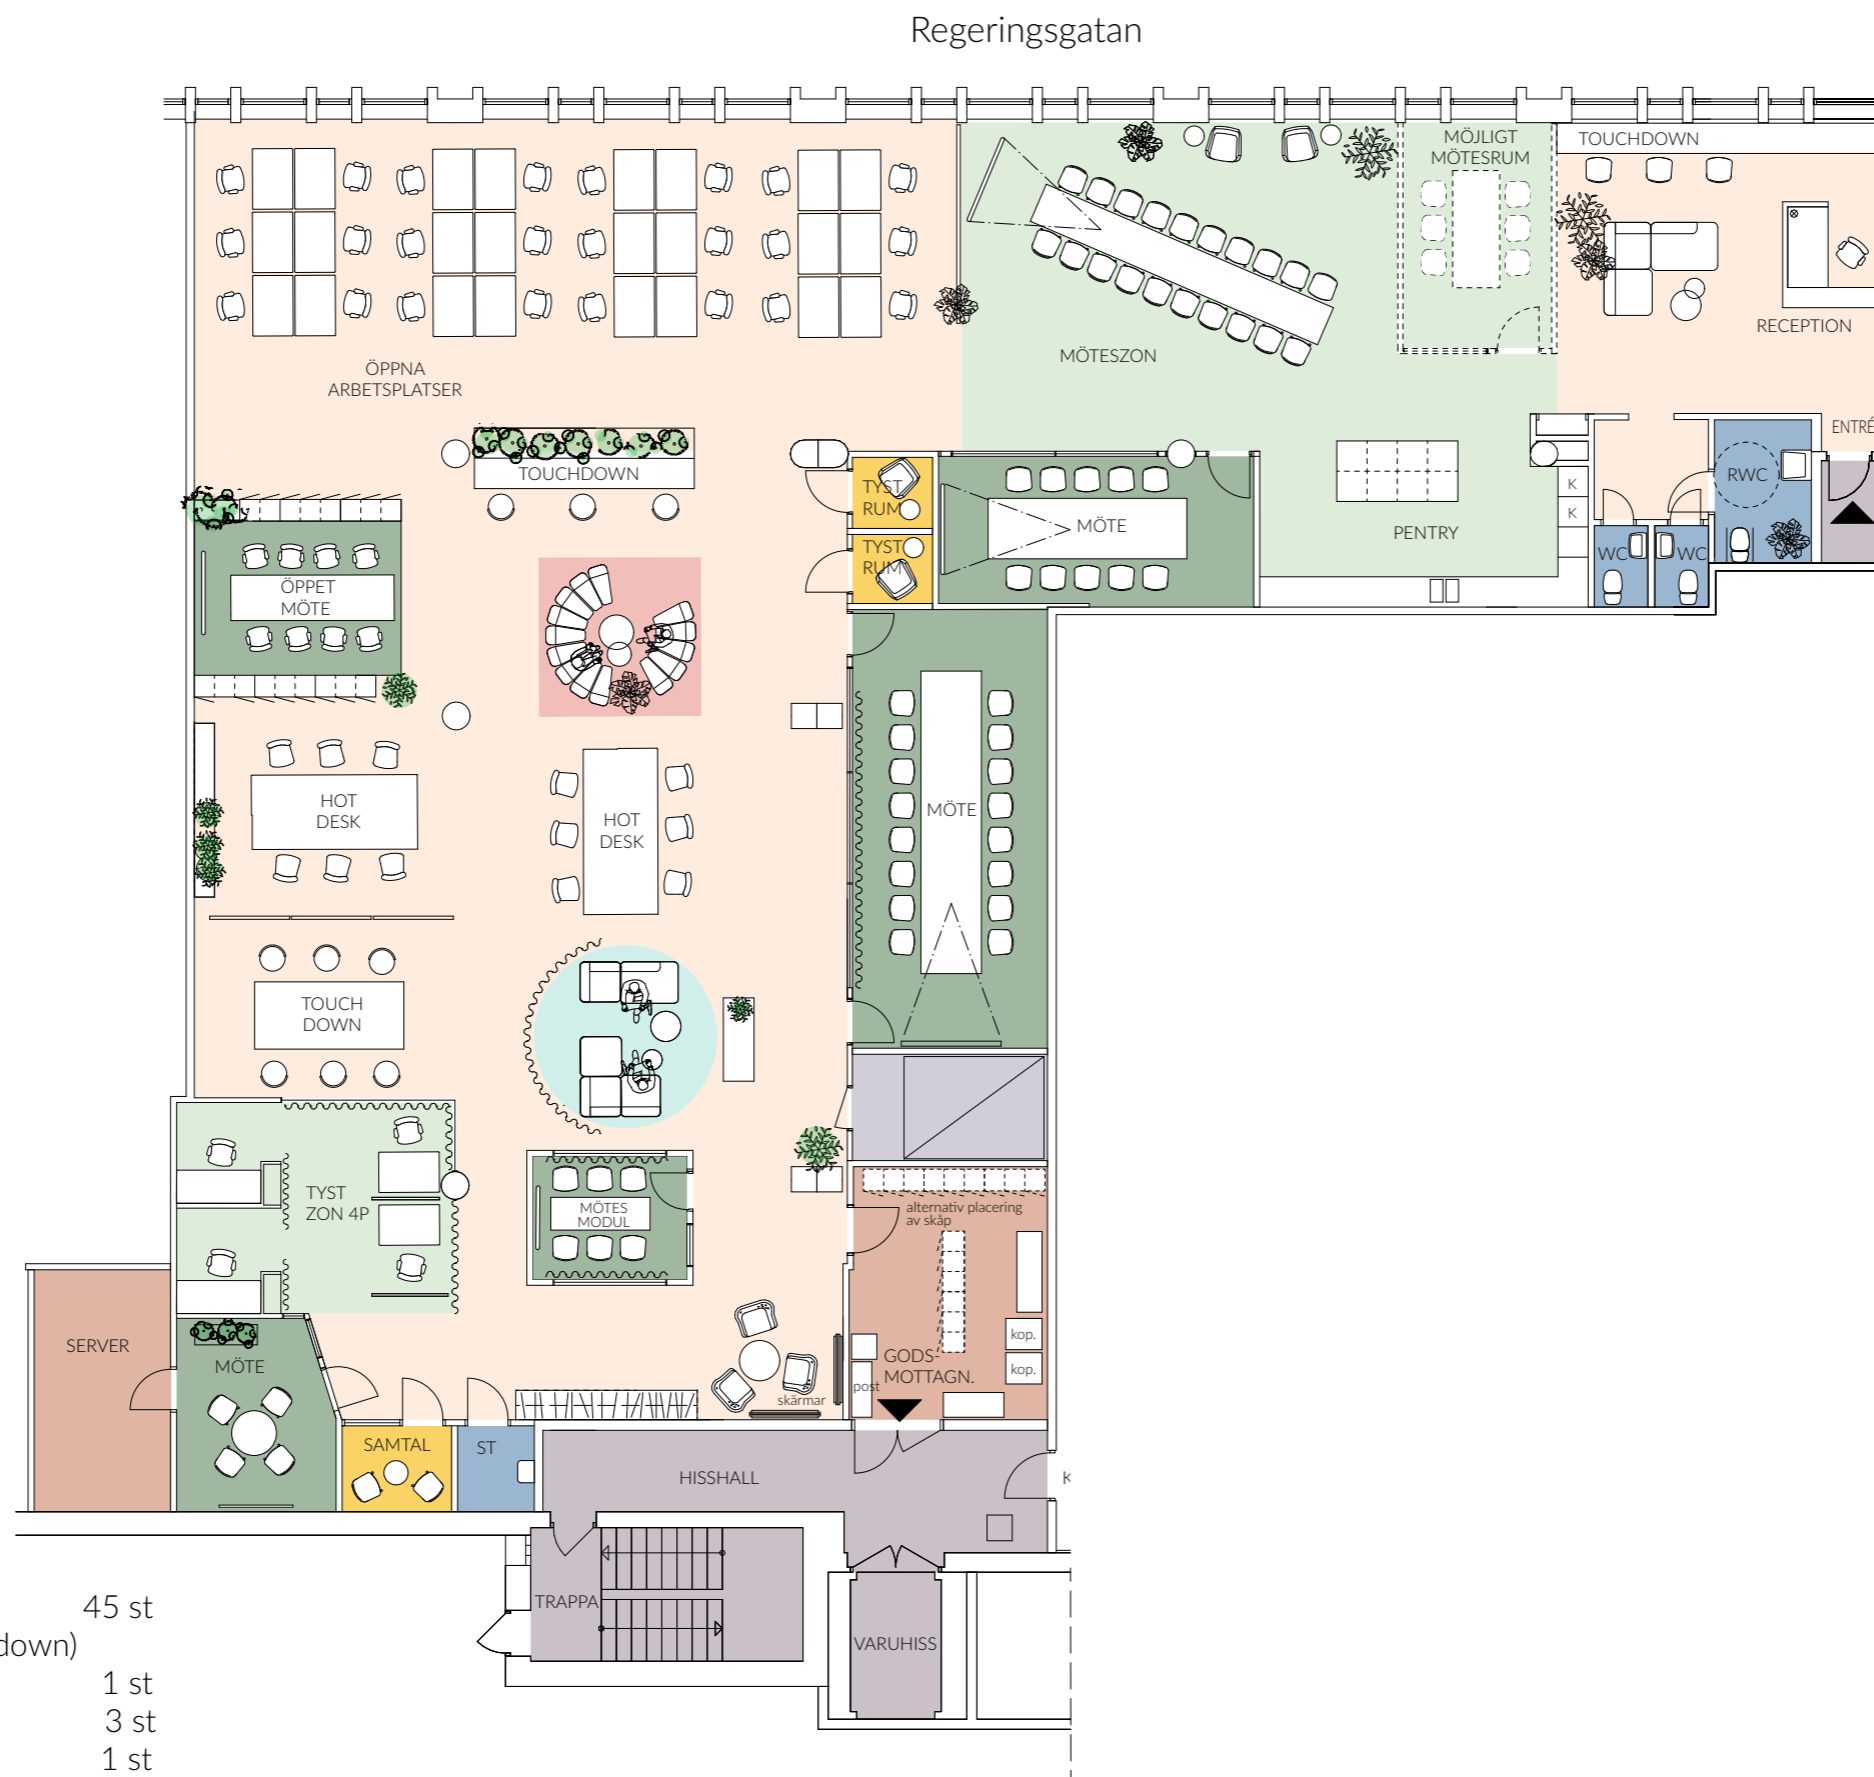 Regeringsgatan
MÖJLIGT
MÖTESRUM
TOUCHDOWN
RECEPTION
MÖTESZON
ÖPPNA
ARBETSPLATSER
ENTRÉ
TOUCHDOWN
TYST
RUM
TYST
RUM
MÖTE
PENTRY
K
K
WC
WC
RWC
ÖPPET
MÖTE
HOT
DESK
HOT
DESK
MÖTE
TOUCH
DOWN
TYST
ZON 4P
MÖTES
MODUL
alternativ placering
av skåp
SERVER
MÖTE
GODS-
MOTTAGN.
kop.
kop.
post
skärmar
SAMTAL
ST
HISSHALL
K
TRAPPA
VARUHISS
45 st
down)
1 st
3 st
1 st